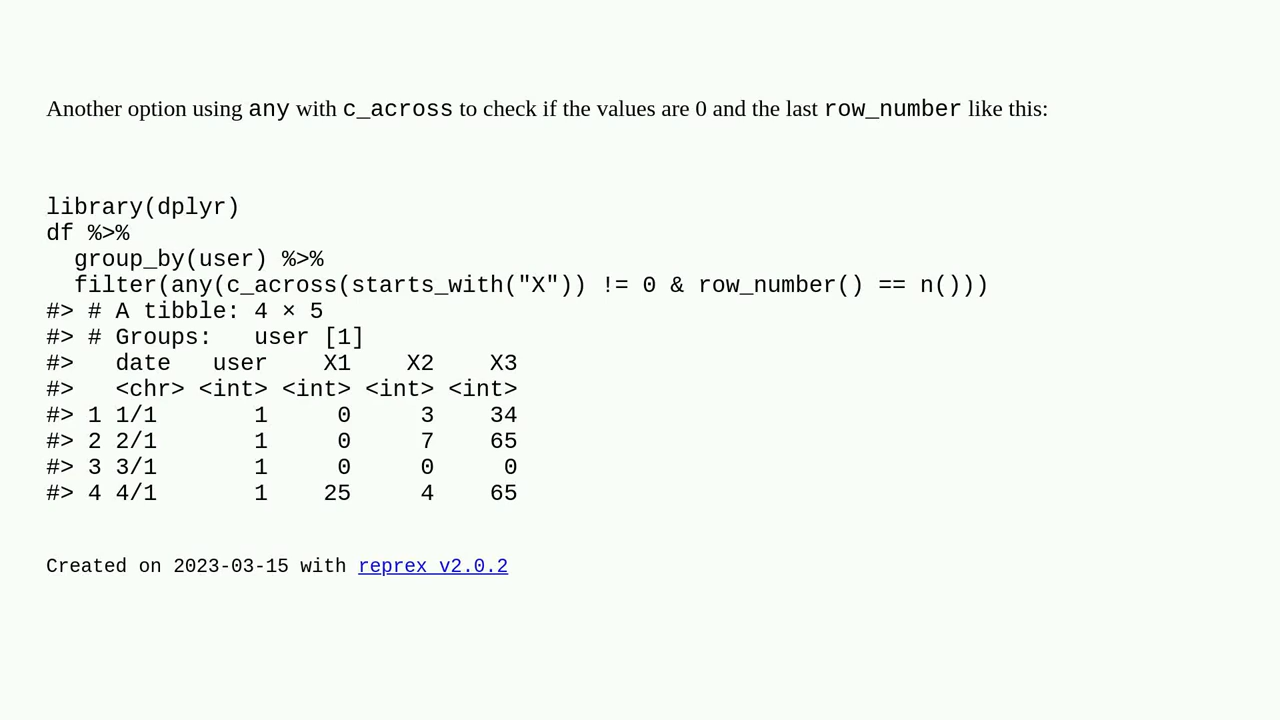 Another option using any with c_across to check if the values are 0 and the last row_number like this:
library(dplyr)
df %>%
  group_by(user) %>%
  filter(any(c_across(starts_with("X")) != 0 & row_number() == n()))
#> # A tibble: 4 × 5
#> # Groups:   user [1]
#>   date   user    X1    X2    X3
#>   <chr> <int> <int> <int> <int>
#> 1 1/1       1     0     3    34
#> 2 2/1       1     0     7    65
#> 3 3/1       1     0     0     0
#> 4 4/1       1    25     4    65
Created on 2023-03-15 with reprex v2.0.2